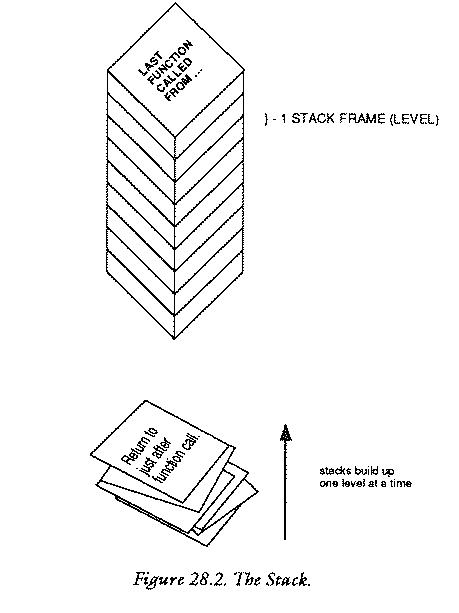 LAST
FUNCTION
CALLED
FROM ...
} - 1 STACK FRAME (LEVEL)
Return to
just after
function call.
stacks build up
one level at a time
Figure 28.2. The Stack.